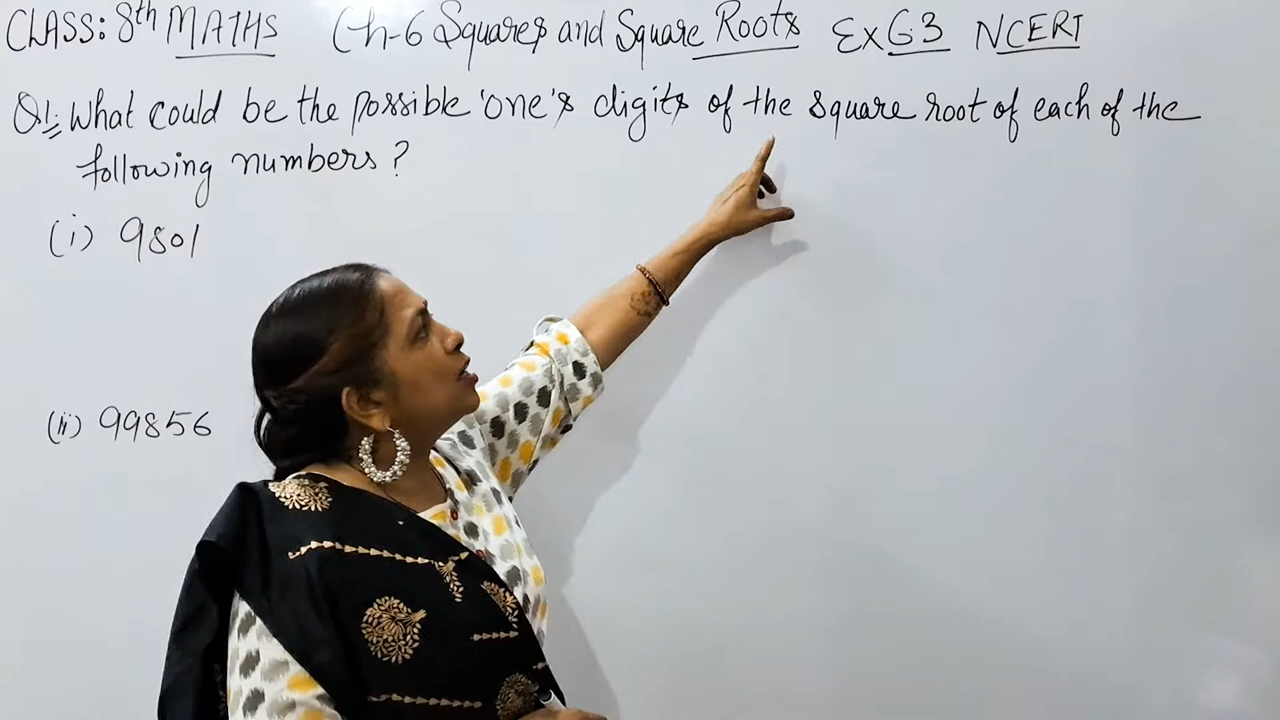 CLASS: 8th MATHS Ch-6 Squares and Square Roots Ex 6.3 NCERT
Q1. What could be the possible 'one's digits of the square root of each of the
following numbers?
(i) 9801
(ii) 99856